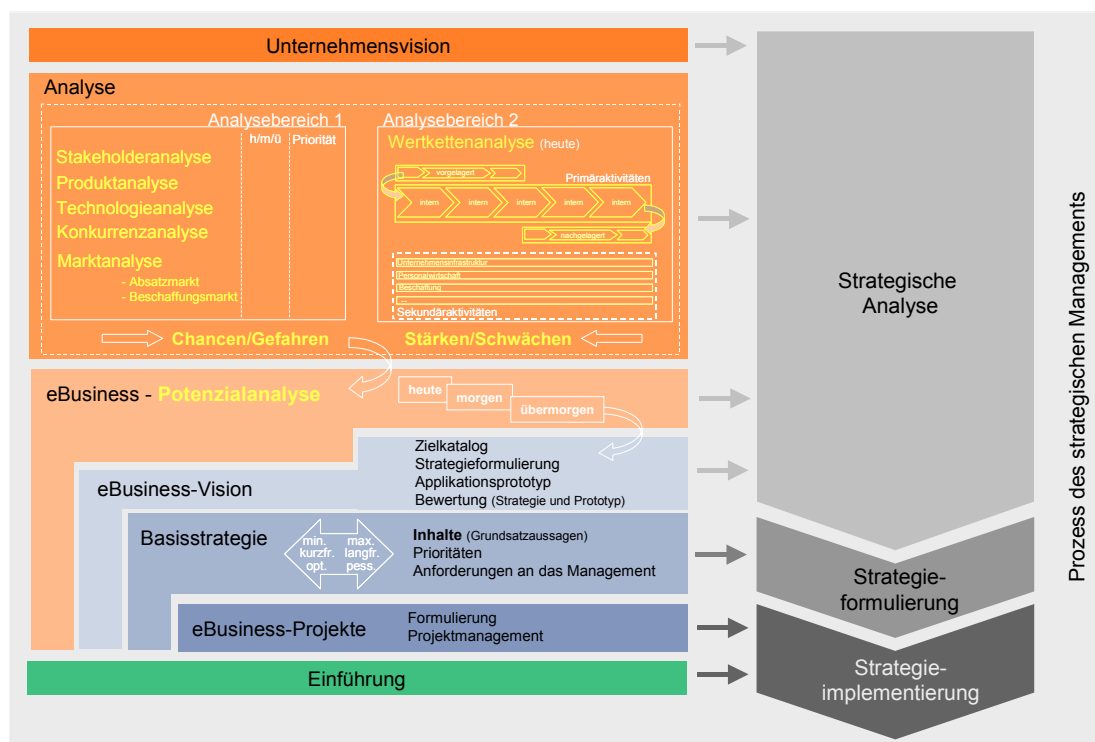 Unternehmensvision
Analyse
Analysebereich 1
h/m/ü
Priorität
Stakeholderanalyse
Produktanalyse
Technologieanalyse
Konkurrenzanalyse
Marktanalyse
- Absatzmarkt
- Beschaffungsmarkt
Analysebereich 2
Wertkettenanalyse (heute)
vorgelagert
Primäraktivitäten
intern
intern
intern
intern
intern
nachgelagert
Unternehmensinfrastruktur
Personalwirtschaft
Beschaffung
...
Sekundäraktivitäten
Chancen/Gefahren
Stärken/Schwächen
eBusiness - Potenzialanalyse
heute
morgen
übermorgen
eBusiness-Vision
Zielkatalog
Strategieformulierung
Applikationsprototyp
Bewertung (Strategie und Prototyp)
Basisstrategie
min. max.
kurzfr. langfr.
opt. pess.
Inhalte (Grundsatzaussagen)
Prioritäten
Anforderungen an das Management
eBusiness-Projekte
Formulierung
Projektmanagement
Einführung
Strategische
Analyse
Strategie-
formulierung
Strategie-
implementierung
Prozess des strategischen Managements